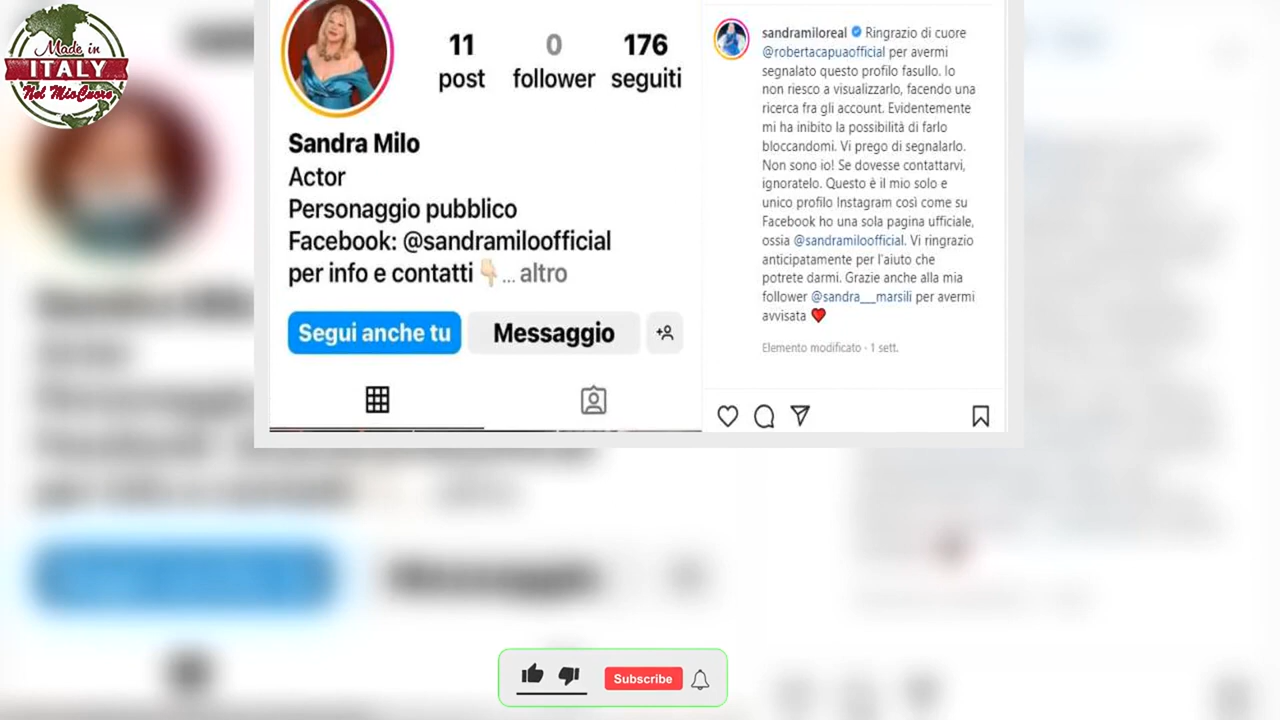 Made in
ITALY
Nel MioCuore
11
post
0
follower
176
seguiti
Sandra Milo
Actor
Personaggio pubblico
Facebook: @sandramiloofficial
per info e contatti👇🏻... altro
Segui anche tu
Messaggio
sandramiloreal Ringrazio di cuore
@robertacapuaofficial per avermi
segnalato questo profilo fasullo. Io
non riesco a visualizzarlo, facendo una
ricerca fra gli account. Evidentemente
mi ha inibito la possibilità di farlo
bloccandomi. Vi prego di segnalarlo.
Non sono io! Se dovesse contattarvi,
ignoratelo. Questo è il mio solo e
unico profilo Instagram così come su
Facebook ho una sola pagina ufficiale,
ossia @sandramiloofficial. Vi ringrazio
anticipatamente per l'aiuto che
potrete darmi. Grazie anche alla mia
follower @sandra___marsili per avermi
avvisata ❤️
Elemento modificato · 1 sett.
Subscribe